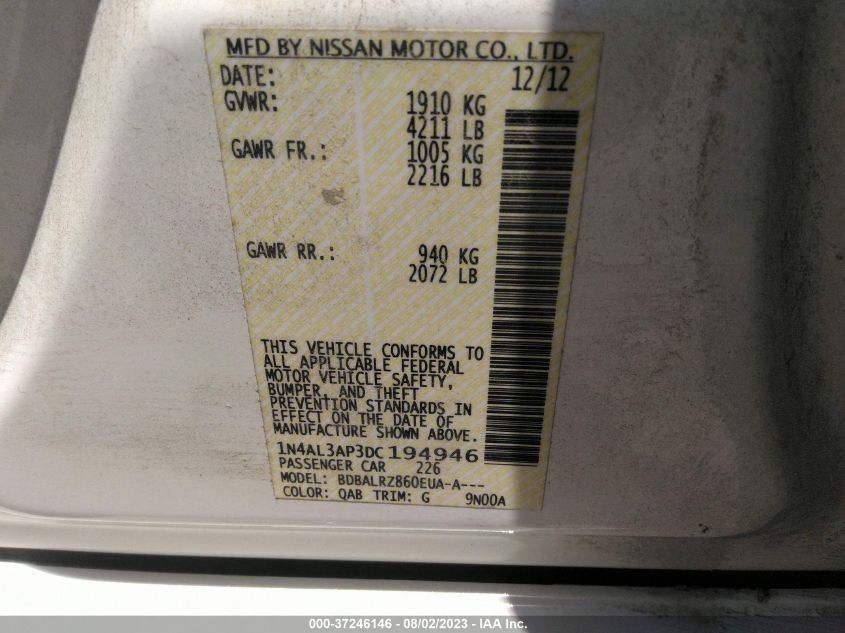 MFD BY NISSAN MOTOR CO., LTD.
DATE: 12/12
GVWR: 1910 KG
4211 LB
GAWR FR.: 1005 KG
2216 LB
GAWR RR.: 940 KG
2072 LB
THIS VEHICLE CONFORMS TO
ALL APPLICABLE FEDERAL
MOTOR VEHICLE SAFETY,
BUMPER, AND THEFT
PREVENTION STANDARDS IN
EFFECT ON THE DATE OF
MANUFACTURE SHOWN ABOVE.
1N4AL3AP3DC194946
PASSENGER CAR 226
MODEL: BDBALRZ860EUA-A---
COLOR: QAB TRIM: G 9N00A
000-37246146 - 08/02/2023 - IAA Inc.